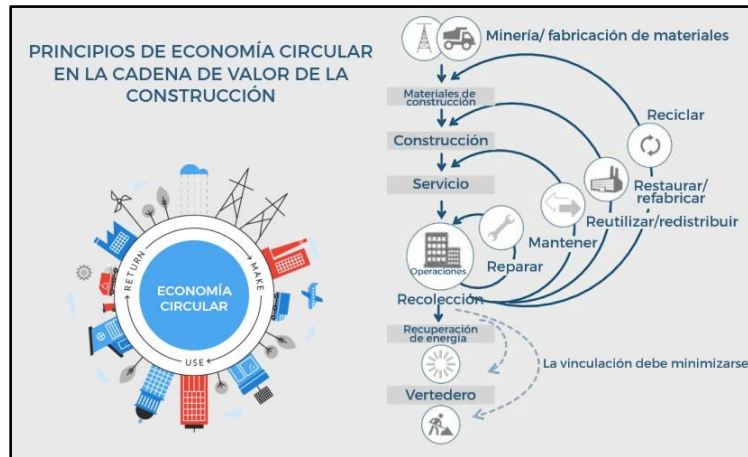 PRINCIPIOS DE ECONOMÍA CIRCULAR
EN LA CADENA DE VALOR DE LA
CONSTRUCCIÓN
RETURN
MAKE
USE
ECONOMÍA
CIRCULAR
Minería/ fabricación de materiales
Materiales de
construcción
Reciclar
Construcción
Servicio
Restaurar/
refabricar
Reutilizar/redistribuir
Mantener
Operaciones
Reparar
Recolección
Recuperación
de energía
La vinculación debe minimizarse
Vertedero